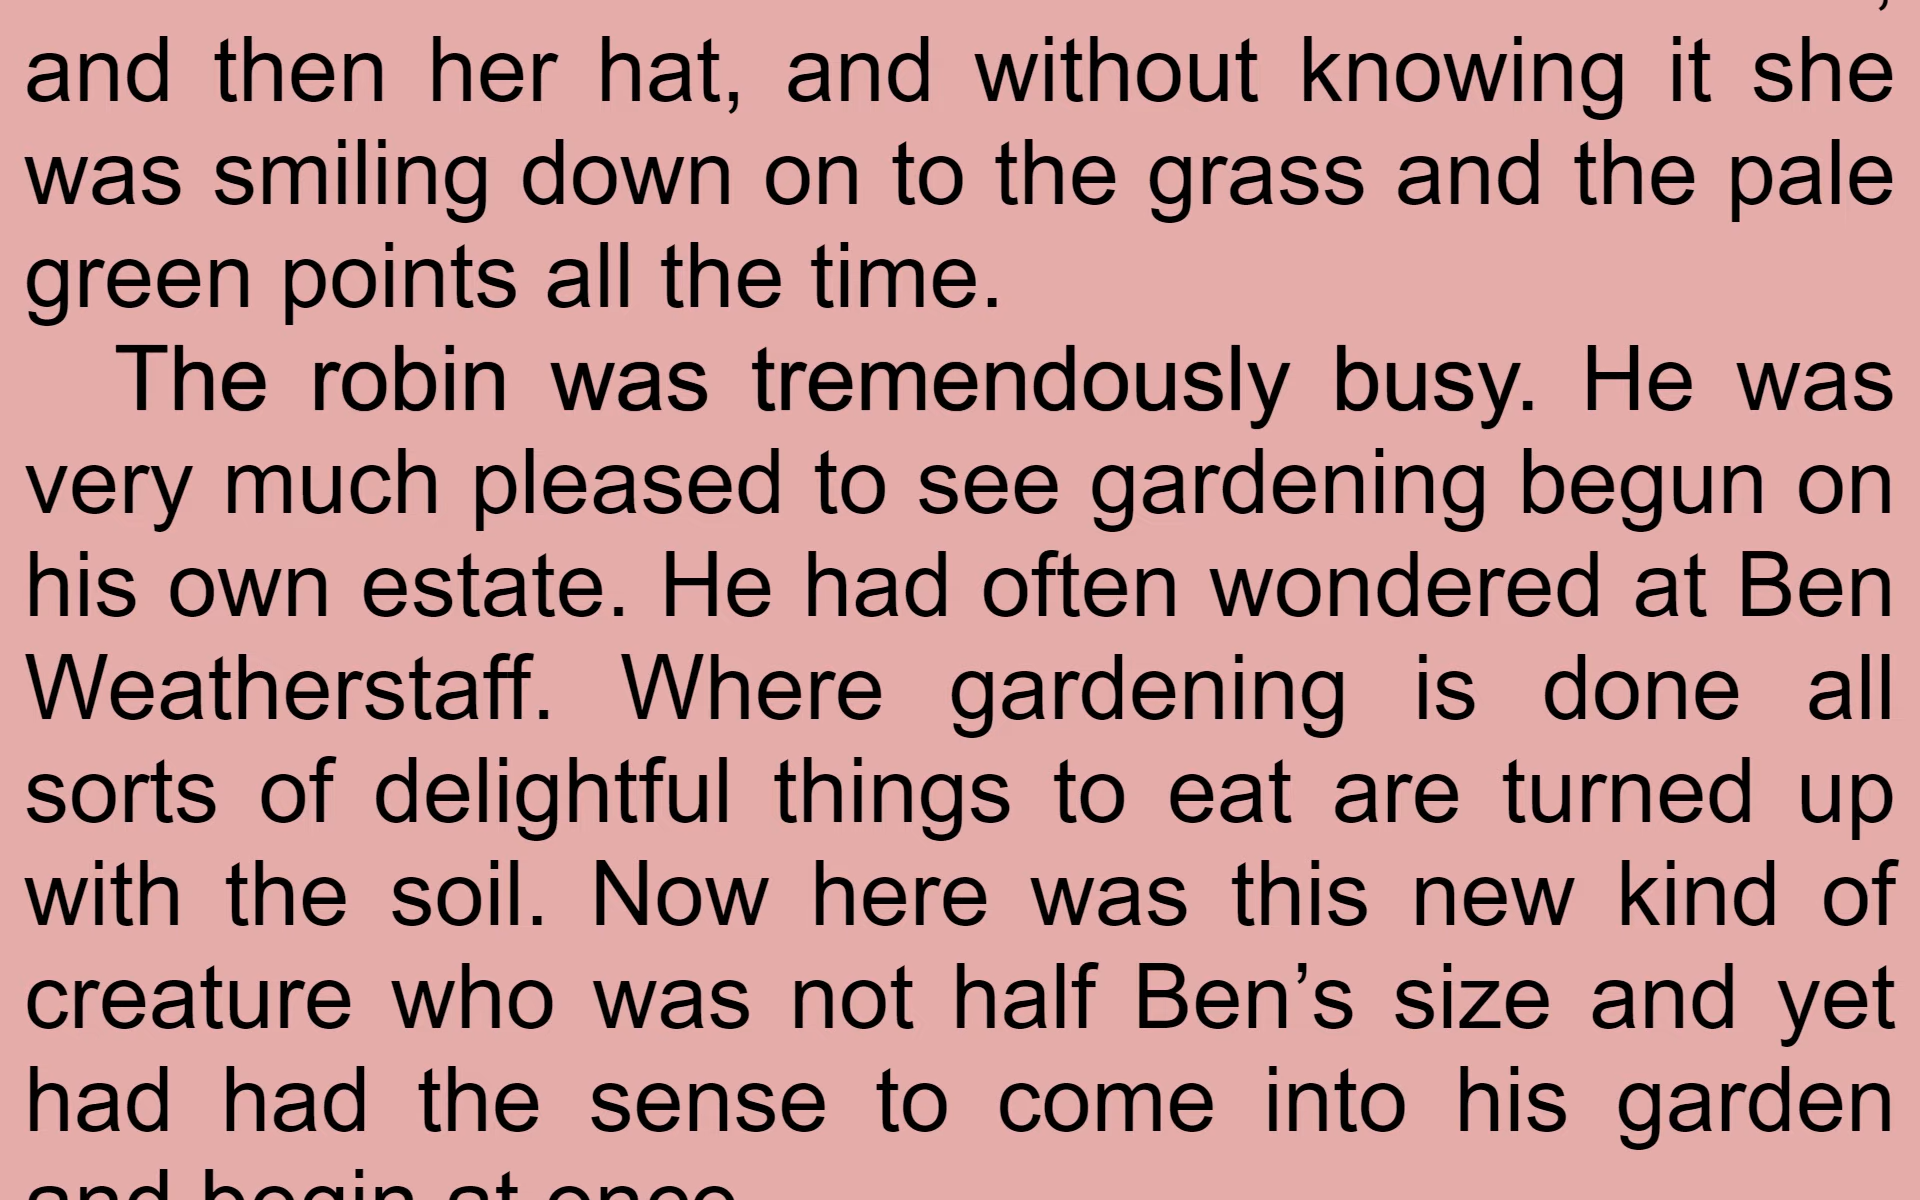 and then her hat, and without knowing it she
was smiling down on to the grass and the pale
green points all the time.
The robin was tremendously busy. He was
very much pleased to see gardening begun on
his own estate. He had often wondered at Ben
Weatherstaff. Where gardening is done all
sorts of delightful things to eat are turned up
with the soil. Now here was this new kind of
creature who was not half Ben’s size and yet
had had the sense to come into his garden
and begin at once.